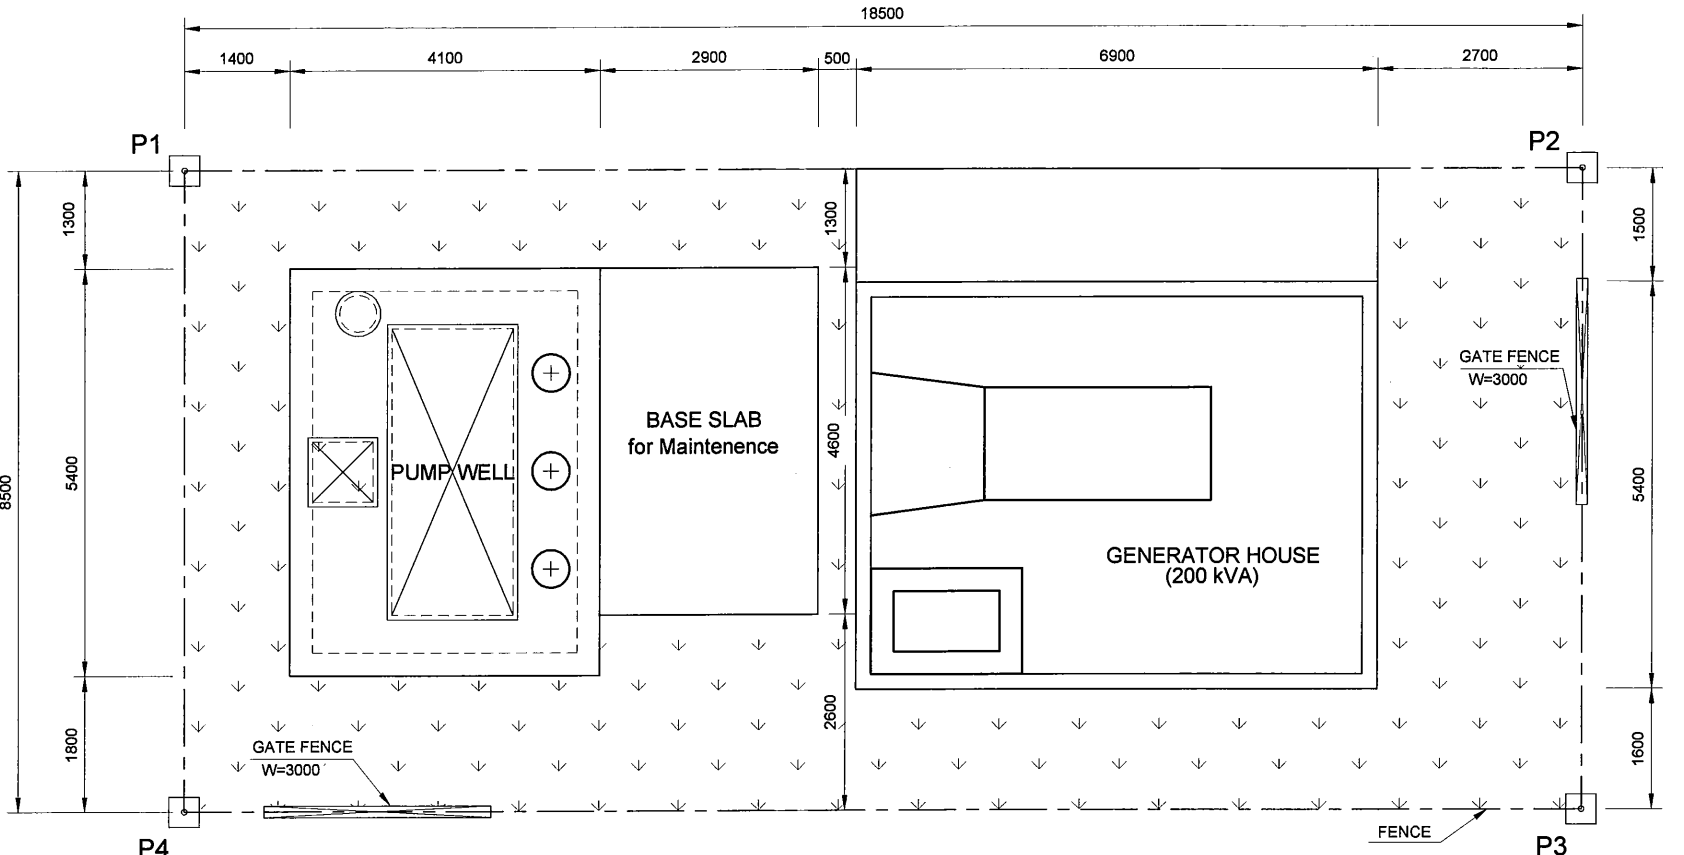 18500
1400 4100 2900 500 6900 2700
P1
P2
1300
1300
1500
GATE FENCE
W=3000
BASE SLAB
for Maintenence
PUMP WELL
8500
5400
4600
5400
GENERATOR HOUSE
(200 kVA)
1800
2600
1600
GATE FENCE
W=3000
FENCE
P4
P3